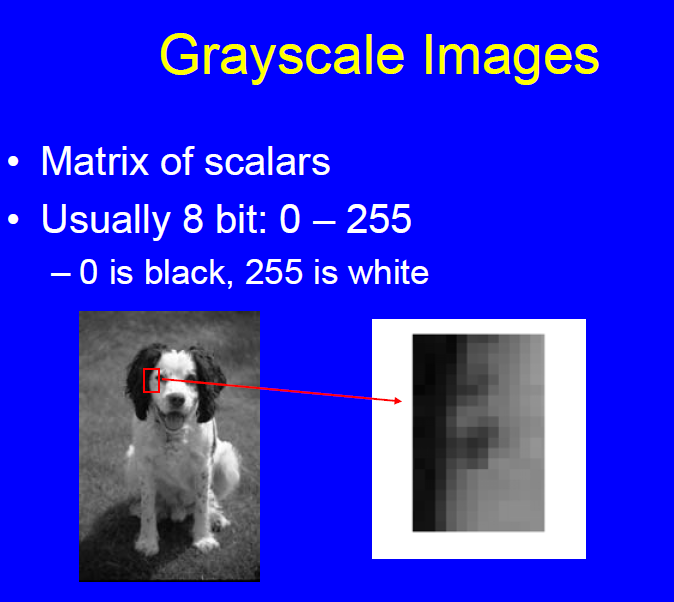 Grayscale Images
• Matrix of scalars
• Usually 8 bit: 0 – 255
– 0 is black, 255 is white